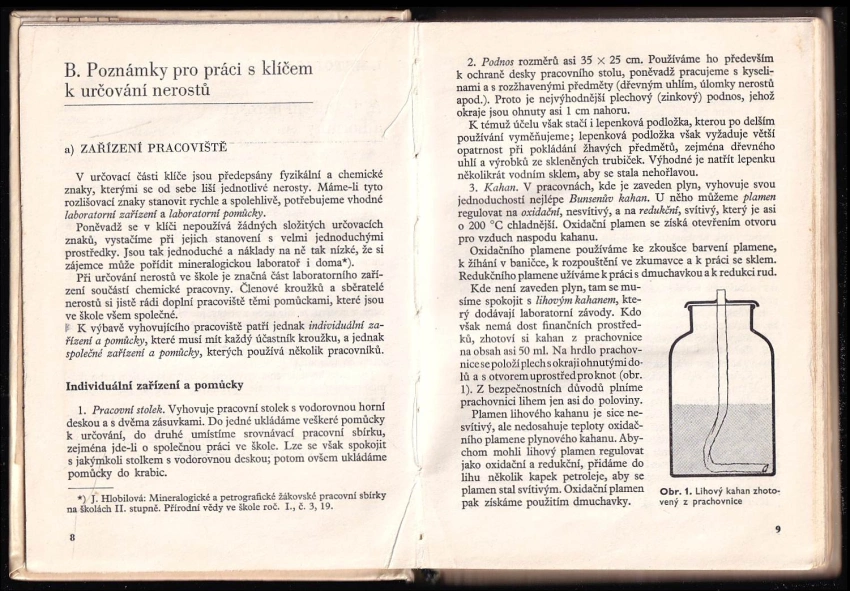 B. Poznámky pro práci s klíčem
k určování nerostů
a) ZAŘÍZENÍ PRACOVIŠTĚ
V určovací části klíče jsou předepsány fyzikální a chemické
znaky, kterými se od sebe liší jednotlivé nerosty. Máme-li tyto
rozlišovací znaky stanovit rychle a spolehlivě, potřebujeme vhodné
laboratorní zařízení a laboratorní pomůcky.
Poněvadž se v klíči nepoužívá žádných složitých určovacích
znaků, vystačíme při jejich stanovení s velmi jednoduchými
prostředky. Jsou tak jednoduché a náklady na ně tak nízké, že si
zájemce může pořídit mineralogickou laboratoř i doma*).
Při určování nerostů ve škole je značná část laboratorního zaří-
zení součástí chemické pracovny. Členové kroužků a sběratelé
nerostů si jistě rádi doplní pracoviště těmi pomůckami, které jsou
ve škole všem společné.
K výbavě vyhovujícího pracoviště patří jednak individuální za-
řízení a pomůcky, které musí mít každý účastník kroužku, a jednak
společné zařízení a pomůcky, kterých používá několik pracovníků.
Individuální zařízení a pomůcky
1. Pracovní stolek. Vyhovuje pracovní stolek s vodorovnou horní
deskou a s dvěma zásuvkami. Do jedné ukládáme veškeré pomůcky
k určování, do druhé umístíme srovnávací pracovní sbírku,
zejména jde-li o společnou práci ve škole. Lze se však spokojit
s jakýmkoli stolkem s vodorovnou deskou; potom ovšem ukládáme
pomůcky do krabic.
*) J. Hlobilová: Mineralogické a petrografické žákovské pracovní sbírky
na školách II. stupně. Přírodní vědy ve škole roč. I., č. 3, 19.
8
2. Podnos rozměrů asi 35 × 25 cm. Používáme ho především
k ochraně desky pracovního stolu, poněvadž pracujeme s kyseli-
nami a s rozžhavenými předměty (dřevným uhlím, úlomky nerostů
apod.). Proto je nejvýhodnější plechový (zinkový) podnos, jehož
okraje jsou ohnuty asi 1 cm nahoru.
K témuž účelu však stačí i lepenková podložka, kterou po delším
používání vyměňujeme; lepenková podložka však vyžaduje větší
opatrnost při pokládání žhavých předmětů, zejména dřevného
uhlí a výrobků ze skleněných trubiček. Výhodné je natřít lepenku
několikrát vodním sklem, aby se stala nehořlavou.
3. Kahan. V pracovnách, kde je zaveden plyn, vyhovuje svou
jednoduchostí nejlépe Bunsenův kahan. U něho můžeme plamen
regulovat na oxidační, nesvítivý, a na redukční, svítivý, který je asi
o 200 °C chladnější. Oxidační plamen se získá otevřením otvoru
pro vzduch naspodu kahanu.
Oxidačního plamene používáme ke zkoušce barvení plamene,
k žíhání v baničce, k rozpouštění ve zkumavce a k práci se sklem.
Redukčního plamene užíváme k práci s dmuchavkou a k redukci rud.
Kde není zaveden plyn, tam se mu-
síme spokojit s lihovým kahanem, kte-
rý dodávají laboratorní závody. Kdo
však nemá dost finančních prostřed-
ků, zhotoví si kahan z prachovnice
na obsah asi 50 ml. Na hrdlo prachov-
nice se položí plech s okraji ohnutými do-
lů a s otvorem uprostřed pro knot (obr.
1). Z bezpečnostních důvodů plníme
prachovnici lihem jen asi do poloviny.
Plamen lihového kahanu je sice ne-
svítivý, ale nedosahuje teploty oxidač-
ního plamene plynového kahanu. Aby-
chom mohli lihový plamen regulovat
jako oxidační a redukční, přidáme do
lihu několik kapek petroleje, aby se
plamen stal svítivým. Oxidační plamen
pak získáme použitím dmuchavky.
Obr. 1. Lihový kahan zhoto-
vený z prachovnice
9